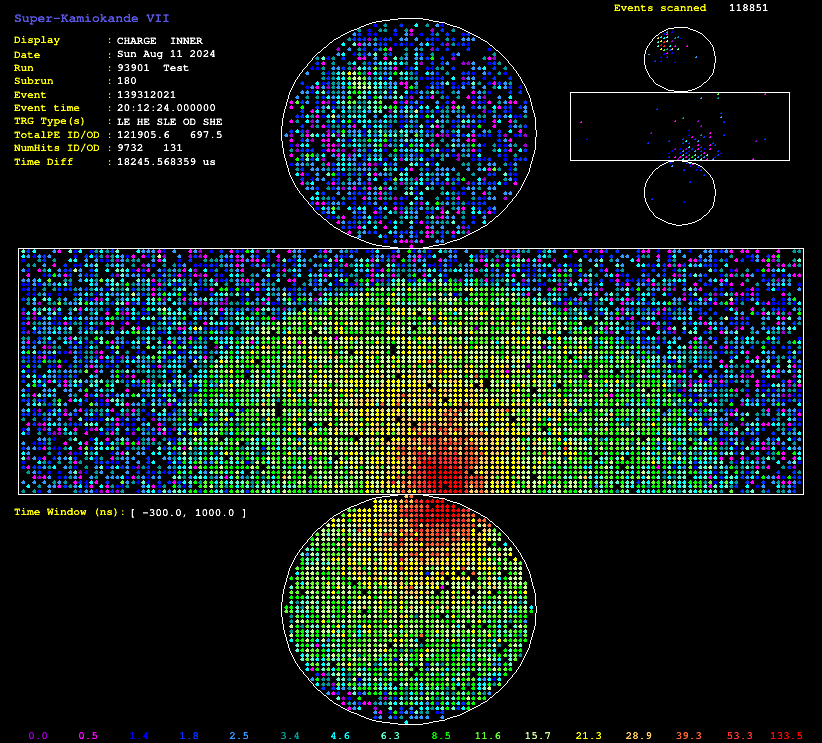 Super-Kamiokande VII
Events scanned 118851
Display : CHARGE INNER
Date : Sun Aug 11 2024
Run : 93901 Test
Subrun : 180
Event : 139312021
Event time : 20:12:24.000000
TRG Type(s) : LE HE SLE OD SHE
TotalPE ID/OD : 121905.6 697.5
NumHits ID/OD : 9732 131
Time Diff : 18245.568359 us
Time Window (ns): [ -300.0, 1000.0 ]
0.0 0.5 1.4 1.8 2.5 3.4 4.6 6.3 8.5 11.6 15.7 21.3 28.9 39.3 53.3 133.5